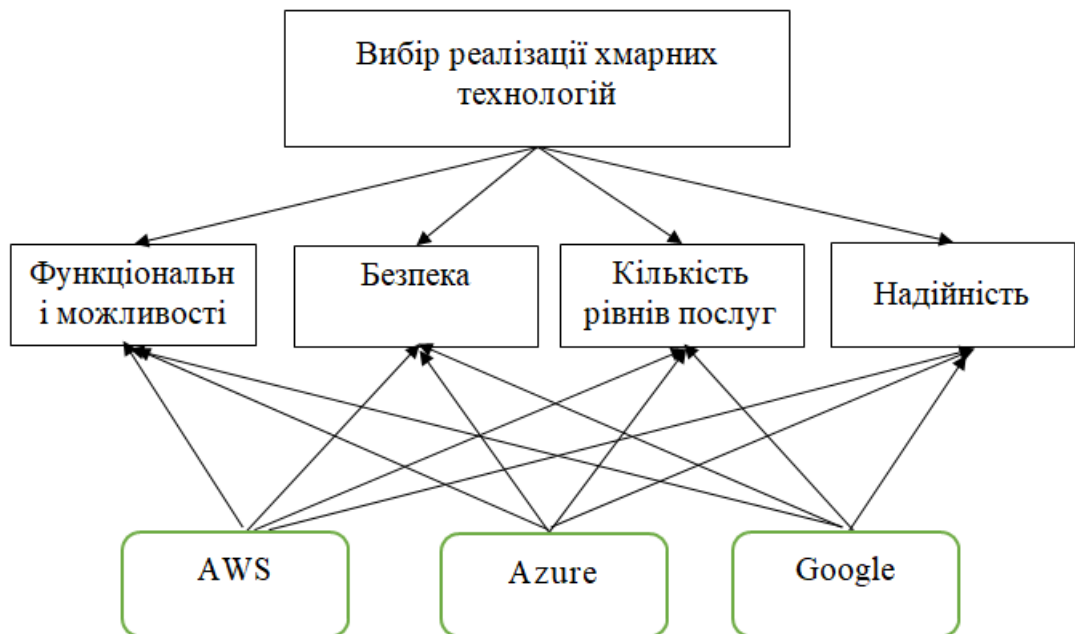 Вибір реалізації хмарних
технологій
Функціональн
і можливості
Безпека
Кількість
рівнів послуг
Надійність
AWS
Azure
Google